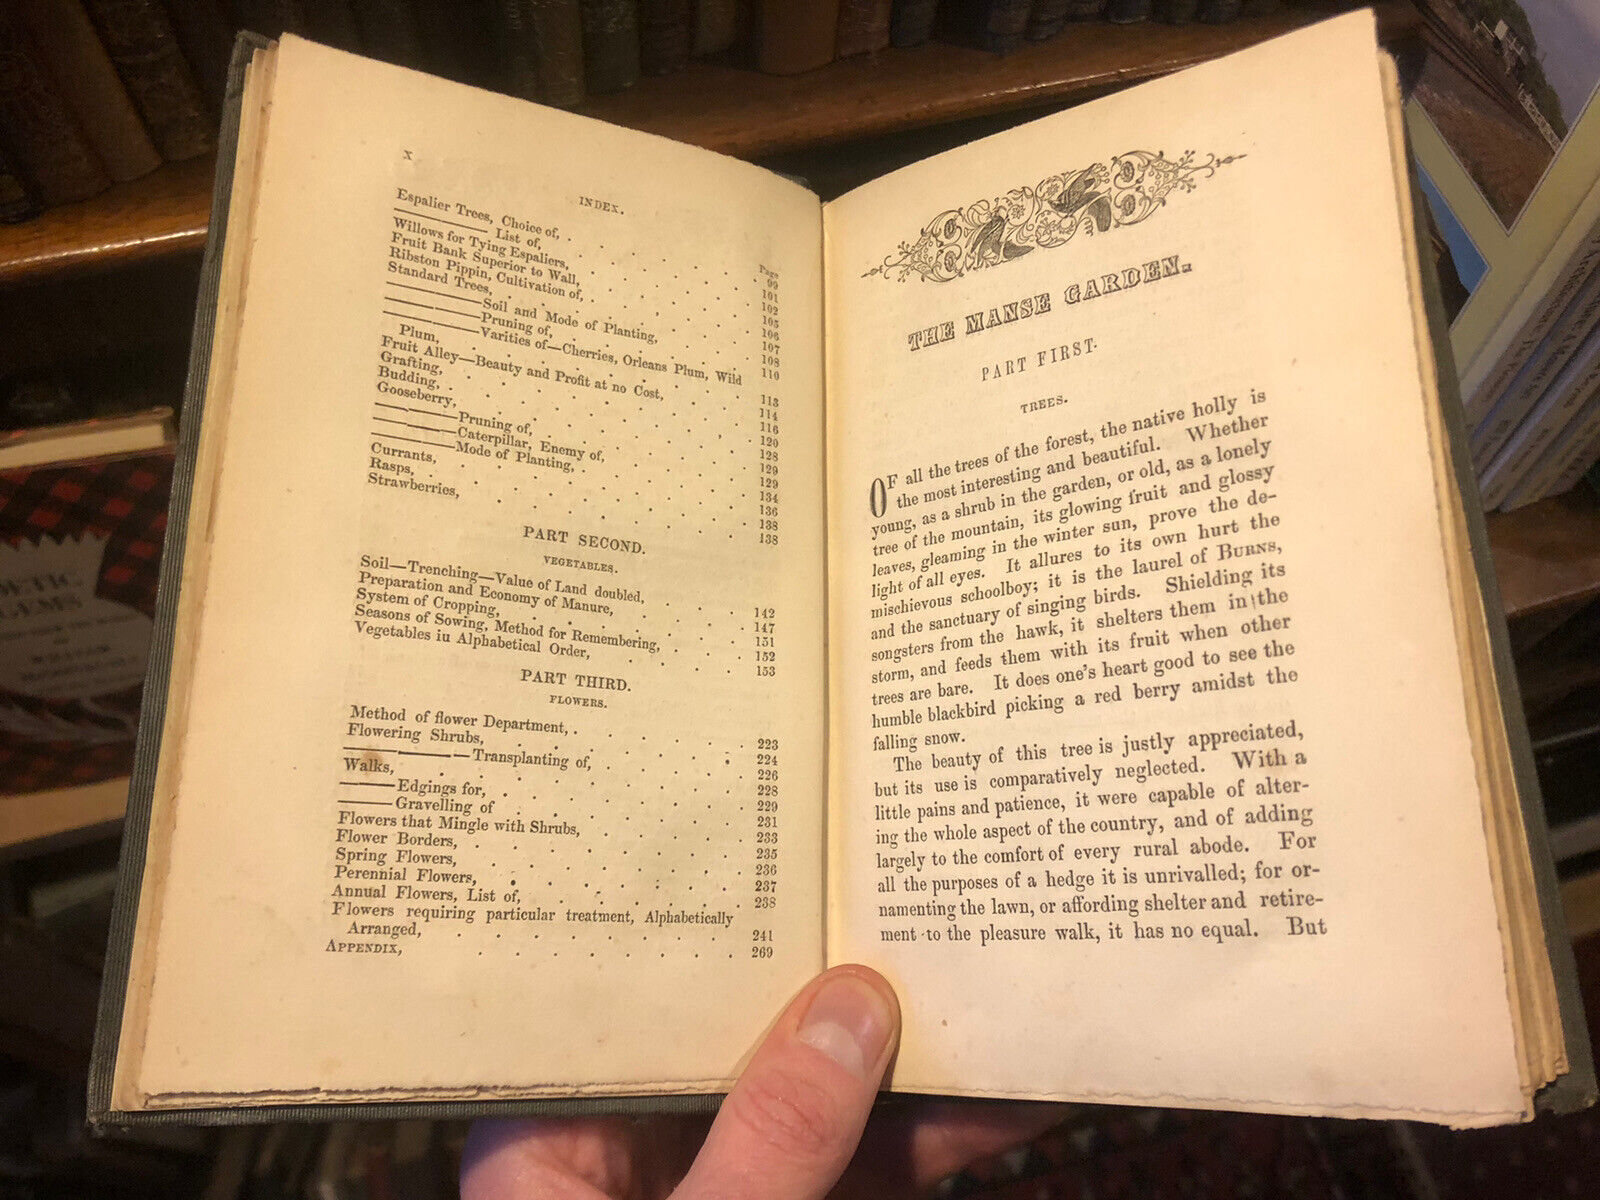 x
INDEX.
Page
Espalier Trees, Choice of, . . . . . . 99
——— List of, . . . . . . 101
Willows for Tying Espaliers, . . . . . . 102
Fruit Bank Superior to Wall, . . . . . . 105
Ribston Pippin, Cultivation of, . . . . . . 106
Standard Trees, . . . . . . 107
———Soil and Mode of Planting, . . . . 108
———Pruning of, . . . . . . 110
———Varieties of—Cherries, Orleans Plum, Wild
Plum, . . . . . . 113
Fruit Alley—Beauty and Profit at no Cost, . . . 114
Grafting, . . . . . . 116
Budding, . . . . . . 120
Gooseberry, . . . . . . 128
———Pruning of, . . . . . . 129
———Caterpillar, Enemy of, . . . . . 129
———Mode of Planting, . . . . . 134
Currants, . . . . . . 136
Rasps, . . . . . . 138
Strawberries, . . . . . . 138
PART SECOND.
VEGETABLES.
Soil—Trenching—Value of Land doubled, . . . 142
Preparation and Economy of Manure, . . . . 147
System of Cropping, . . . . . . 151
Seasons of Sowing, Method for Remembering, . . . 152
Vegetables iu Alphabetical Order, . . . . 153
PART THIRD.
FLOWERS.
Method of flower Department, . . . . . 223
Flowering Shrubs, . . . . . . 224
——————Transplanting of, . . . . 226
Walks, . . . . . . 228
———Edgings for, . . . . . . 229
———Gravelling of . . . . . . 231
Flowers that Mingle with Shrubs, . . . . 233
Flower Borders, . . . . . . 235
Spring Flowers, . . . . . . 236
Perennial Flowers, . . . . . . 237
Annual Flowers, List of, . . . . . 238
Flowers requiring particular treatment, Alphabetically
Arranged, . . . . . . 241
APPENDIX, . . . . . . 269
THE MANSE GARDEN.
PART FIRST.
TREES.
OF all the trees of the forest, the native holly is
the most interesting and beautiful. Whether
young, as a shrub in the garden, or old, as a lonely
tree of the mountain, its glowing fruit and glossy
leaves, gleaming in the winter sun, prove the de-
light of all eyes. It allures to its own hurt the
mischievous schoolboy; it is the laurel of BURNS,
and the sanctuary of singing birds. Shielding its
songsters from the hawk, it shelters them in the
storm, and feeds them with its fruit when other
trees are bare. It does one's heart good to see the
humble blackbird picking a red berry amidst the
falling snow.
The beauty of this tree is justly appreciated,
but its use is comparatively neglected. With a
little pains and patience, it were capable of alter-
ing the whole aspect of the country, and of adding
largely to the comfort of every rural abode. For
all the purposes of a hedge it is unrivalled; for or-
namenting the lawn, or affording shelter and retire-
ment to the pleasure walk, it has no equal. But